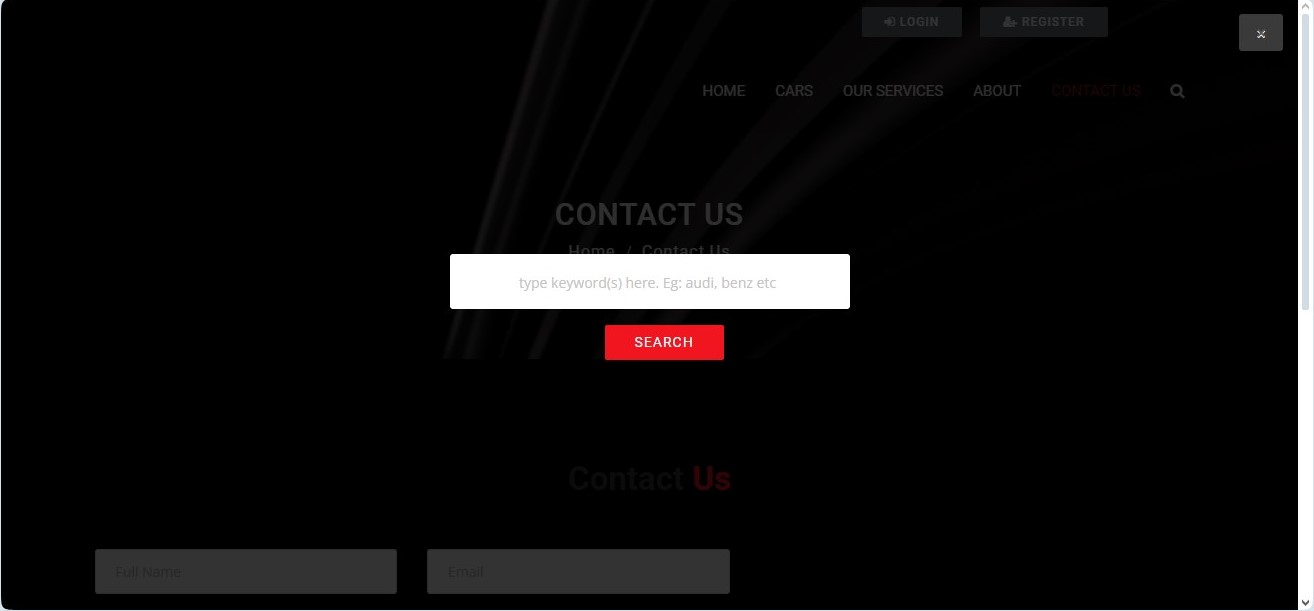 LOGIN REGISTER
×
HOME CARS OUR SERVICES ABOUT CONTACT US
CONTACT US
Home / Contact Us
type keyword(s) here. Eg: audi, benz etc
SEARCH
Contact Us
Full Name Email